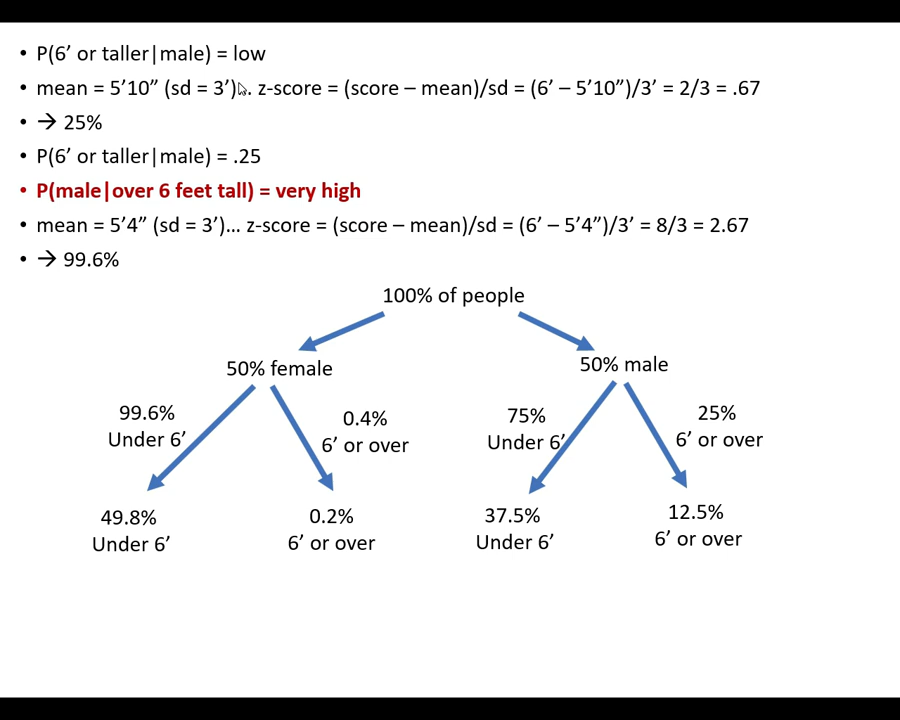 • P(6’ or taller|male) = low
• mean = 5’10” (sd = 3’)… z-score = (score – mean)/sd = (6’ – 5’10”)/3’ = 2/3 = .67
• → 25%
• P(6’ or taller|male) = .25
• P(male|over 6 feet tall) = very high
• mean = 5’4” (sd = 3’)… z-score = (score – mean)/sd = (6’ – 5’4”)/3’ = 8/3 = 2.67
• → 99.6%
100% of people
50% female
50% male
99.6%
Under 6’
0.4%
6’ or over
75%
Under 6’
25%
6’ or over
49.8%
Under 6’
0.2%
6’ or over
37.5%
Under 6’
12.5%
6’ or over